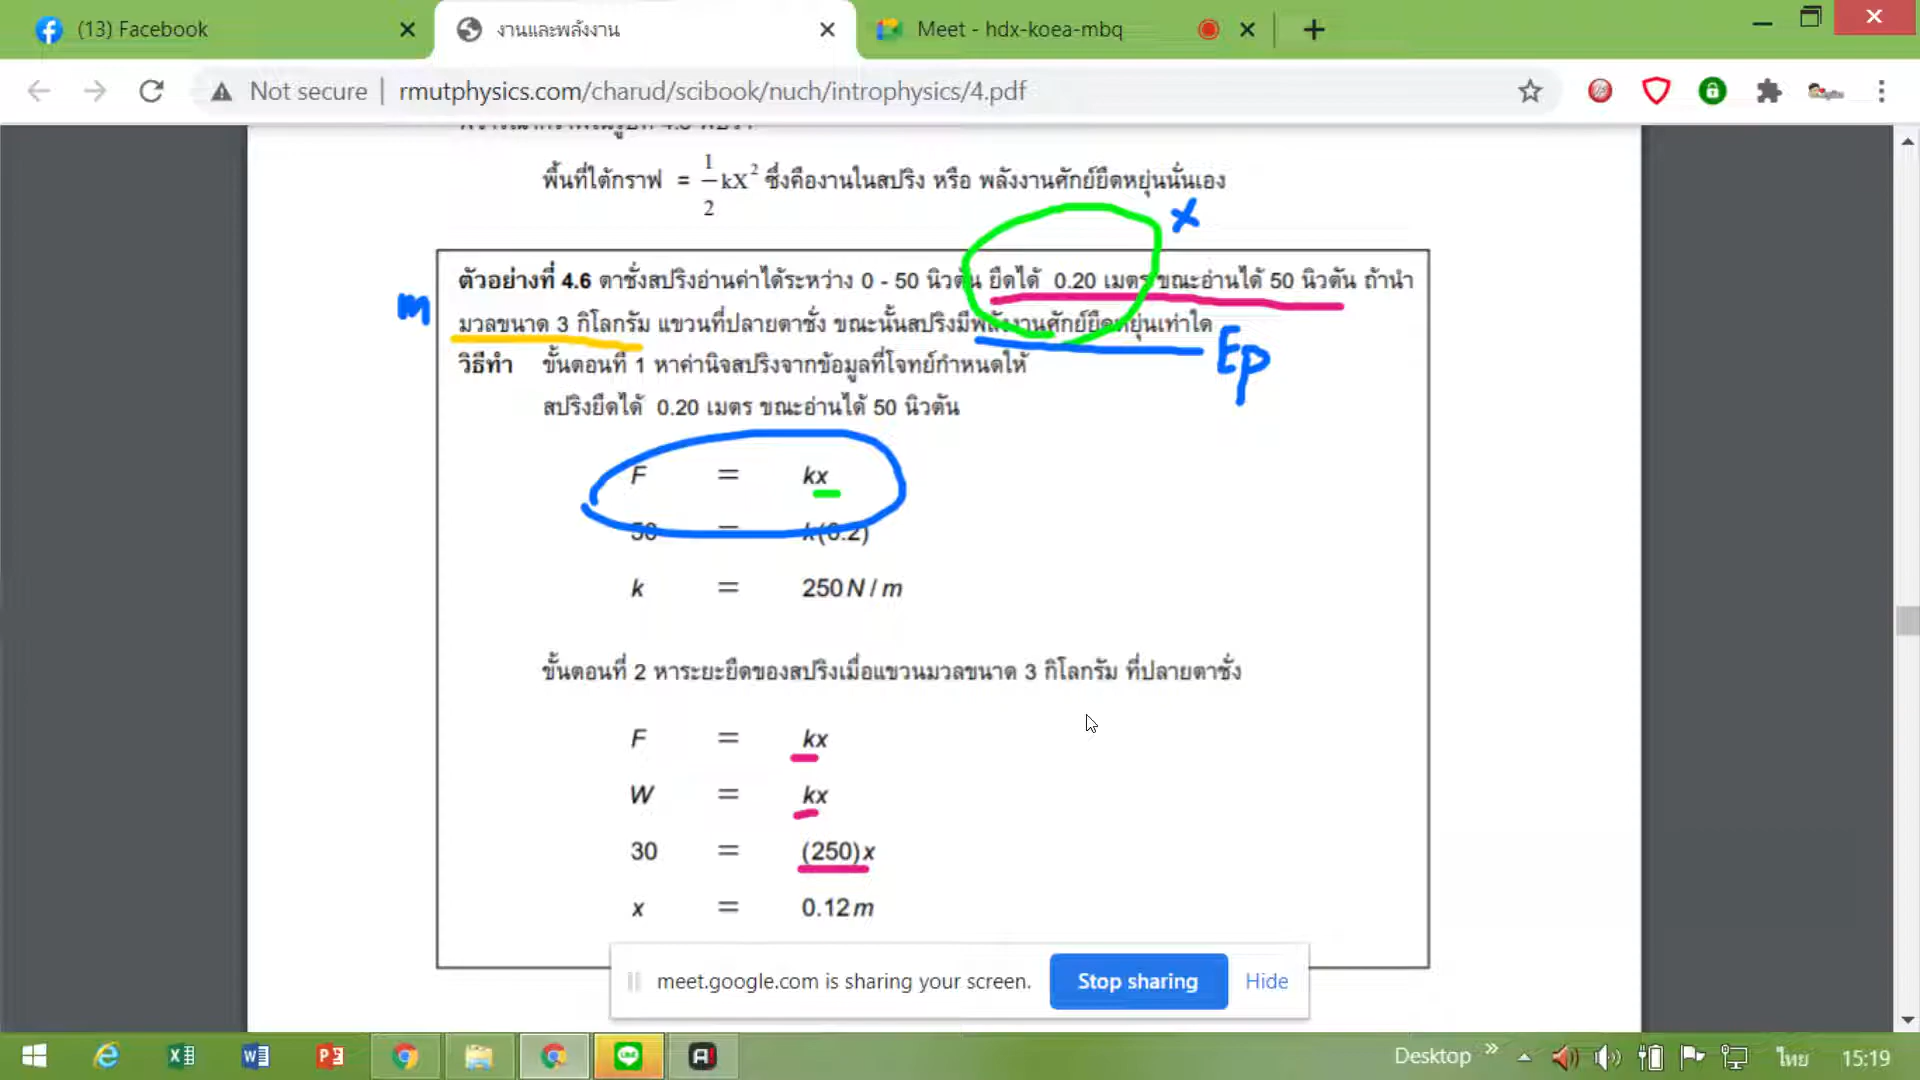 (13) Facebook
งานและพลังงาน
Meet - hdx-koea-mbq
Not secure | rmutphysics.com/charud/scibook/nuch/introphysics/4.pdf
พื้นที่ใต้กราฟ = 1/2 kX² ซึ่งคืองานในสปริง หรือ พลังงานศักย์ยืดหยุ่นนั่นเอง
x
ตัวอย่างที่ 4.6 ตาชั่งสปริงอ่านค่าได้ระหว่าง 0 - 50 นิวตัน ยืดได้ 0.20 เมตร ขณะอ่านได้ 50 นิวตัน ถ้านำ
m
มวลขนาด 3 กิโลกรัม แขวนที่ปลายตาชั่ง ขณะนั้นสปริงมีพลังงานศักย์ยืดหยุ่นเท่าใด
Ep
วิธีทำ ขั้นตอนที่ 1 หาค่านิจสปริงจากข้อมูลที่โจทย์กำหนดให้
สปริงยืดได้ 0.20 เมตร ขณะอ่านได้ 50 นิวตัน
F = kx
50 = k(0.2)
k = 250 N / m
ขั้นตอนที่ 2 หาระยะยืดของสปริงเมื่อแขวนมวลขนาด 3 กิโลกรัม ที่ปลายตาชั่ง
F = kx
W = kx
30 = (250)x
x = 0.12 m
meet.google.com is sharing your screen.
Stop sharing
Hide
Desktop
ไทย
15:19